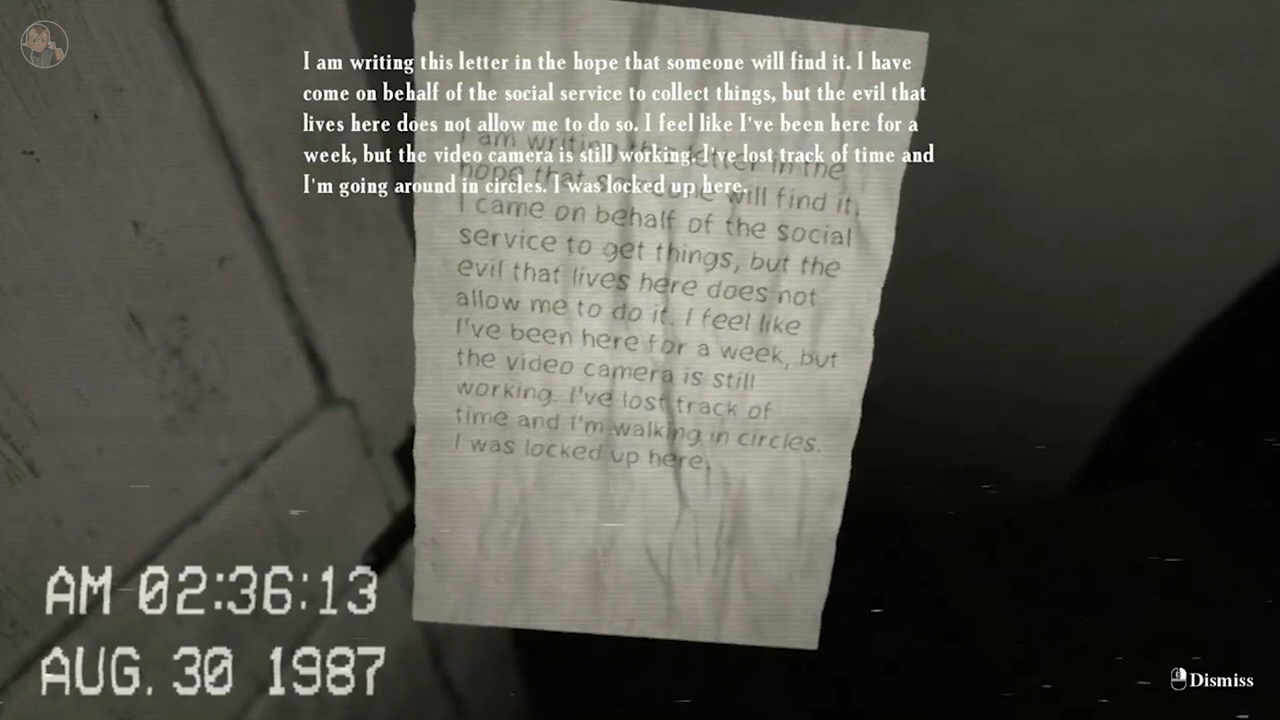 I am writing this letter in the hope that someone will find it. I have
come on behalf of the social service to collect things, but the evil that
lives here does not allow me to do so. I feel like I've been here for a
week, but the video camera is still working. I've lost track of time and
I'm going around in circles. I was locked up here.
I am writing this letter in the
hope that someone will find it.
I came on behalf of the social
service to get things, but the
evil that lives here does not
allow me to do it. I feel like
I've been here for a week, but
the video camera is still
working. I've lost track of
time and I'm walking in circles.
I was locked up here.
AM 02:36:13
AUG. 30 1987
Dismiss